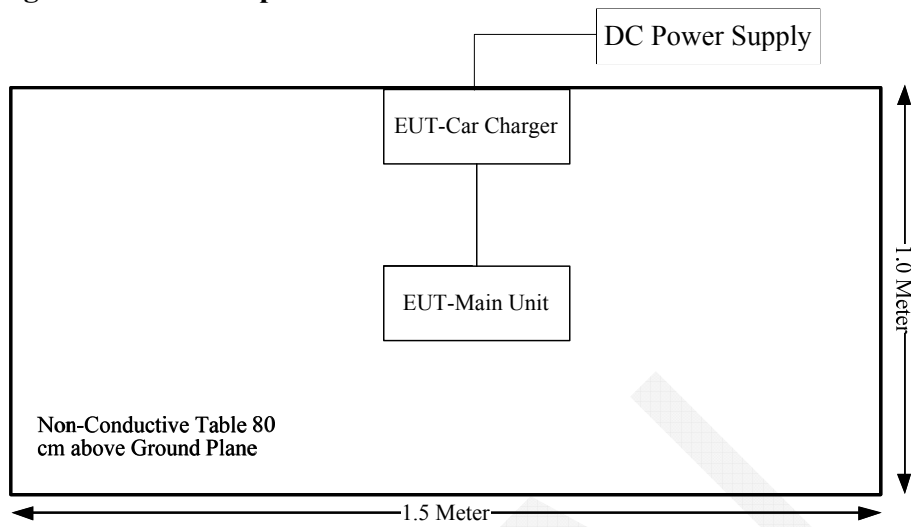 DC Power Supply
EUT-Car Charger
EUT-Main Unit
1.0 Meter
Non-Conductive Table 80
cm above Ground Plane
1.5 Meter